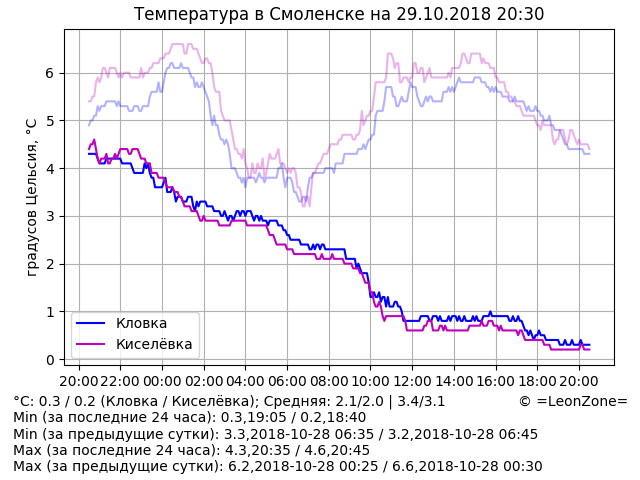 Температура в Смоленске на 29.10.2018 20:30
градусов Цельсия, °C
6
5
4
3
2
1
0
Кловка
Киселёвка
20:00 22:00 00:00 02:00 04:00 06:00 08:00 10:00 12:00 14:00 16:00 18:00 20:00
°C: 0.3 / 0.2 (Кловка / Киселёвка); Средняя: 2.1/2.0 | 3.4/3.1 © =LeonZone=
Min (за последние 24 часа): 0.3,19:05 / 0.2,18:40
Min (за предыдущие сутки): 3.3,2018-10-28 06:35 / 3.2,2018-10-28 06:45
Max (за последние 24 часа): 4.3,20:35 / 4.6,20:45
Max (за предыдущие сутки): 6.2,2018-10-28 00:25 / 6.6,2018-10-28 00:30